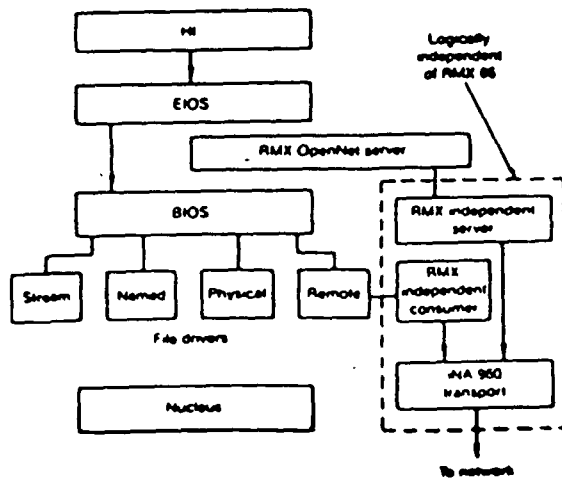 HI
Logically
independent
of RMX 86
EIOS
RMX OpenNet server
BIOS
RMX independent
server
Stream
Named
Physical
Remote
RMX
independent
consumer
File drivers
iNA 960
transport
Nucleus
To network